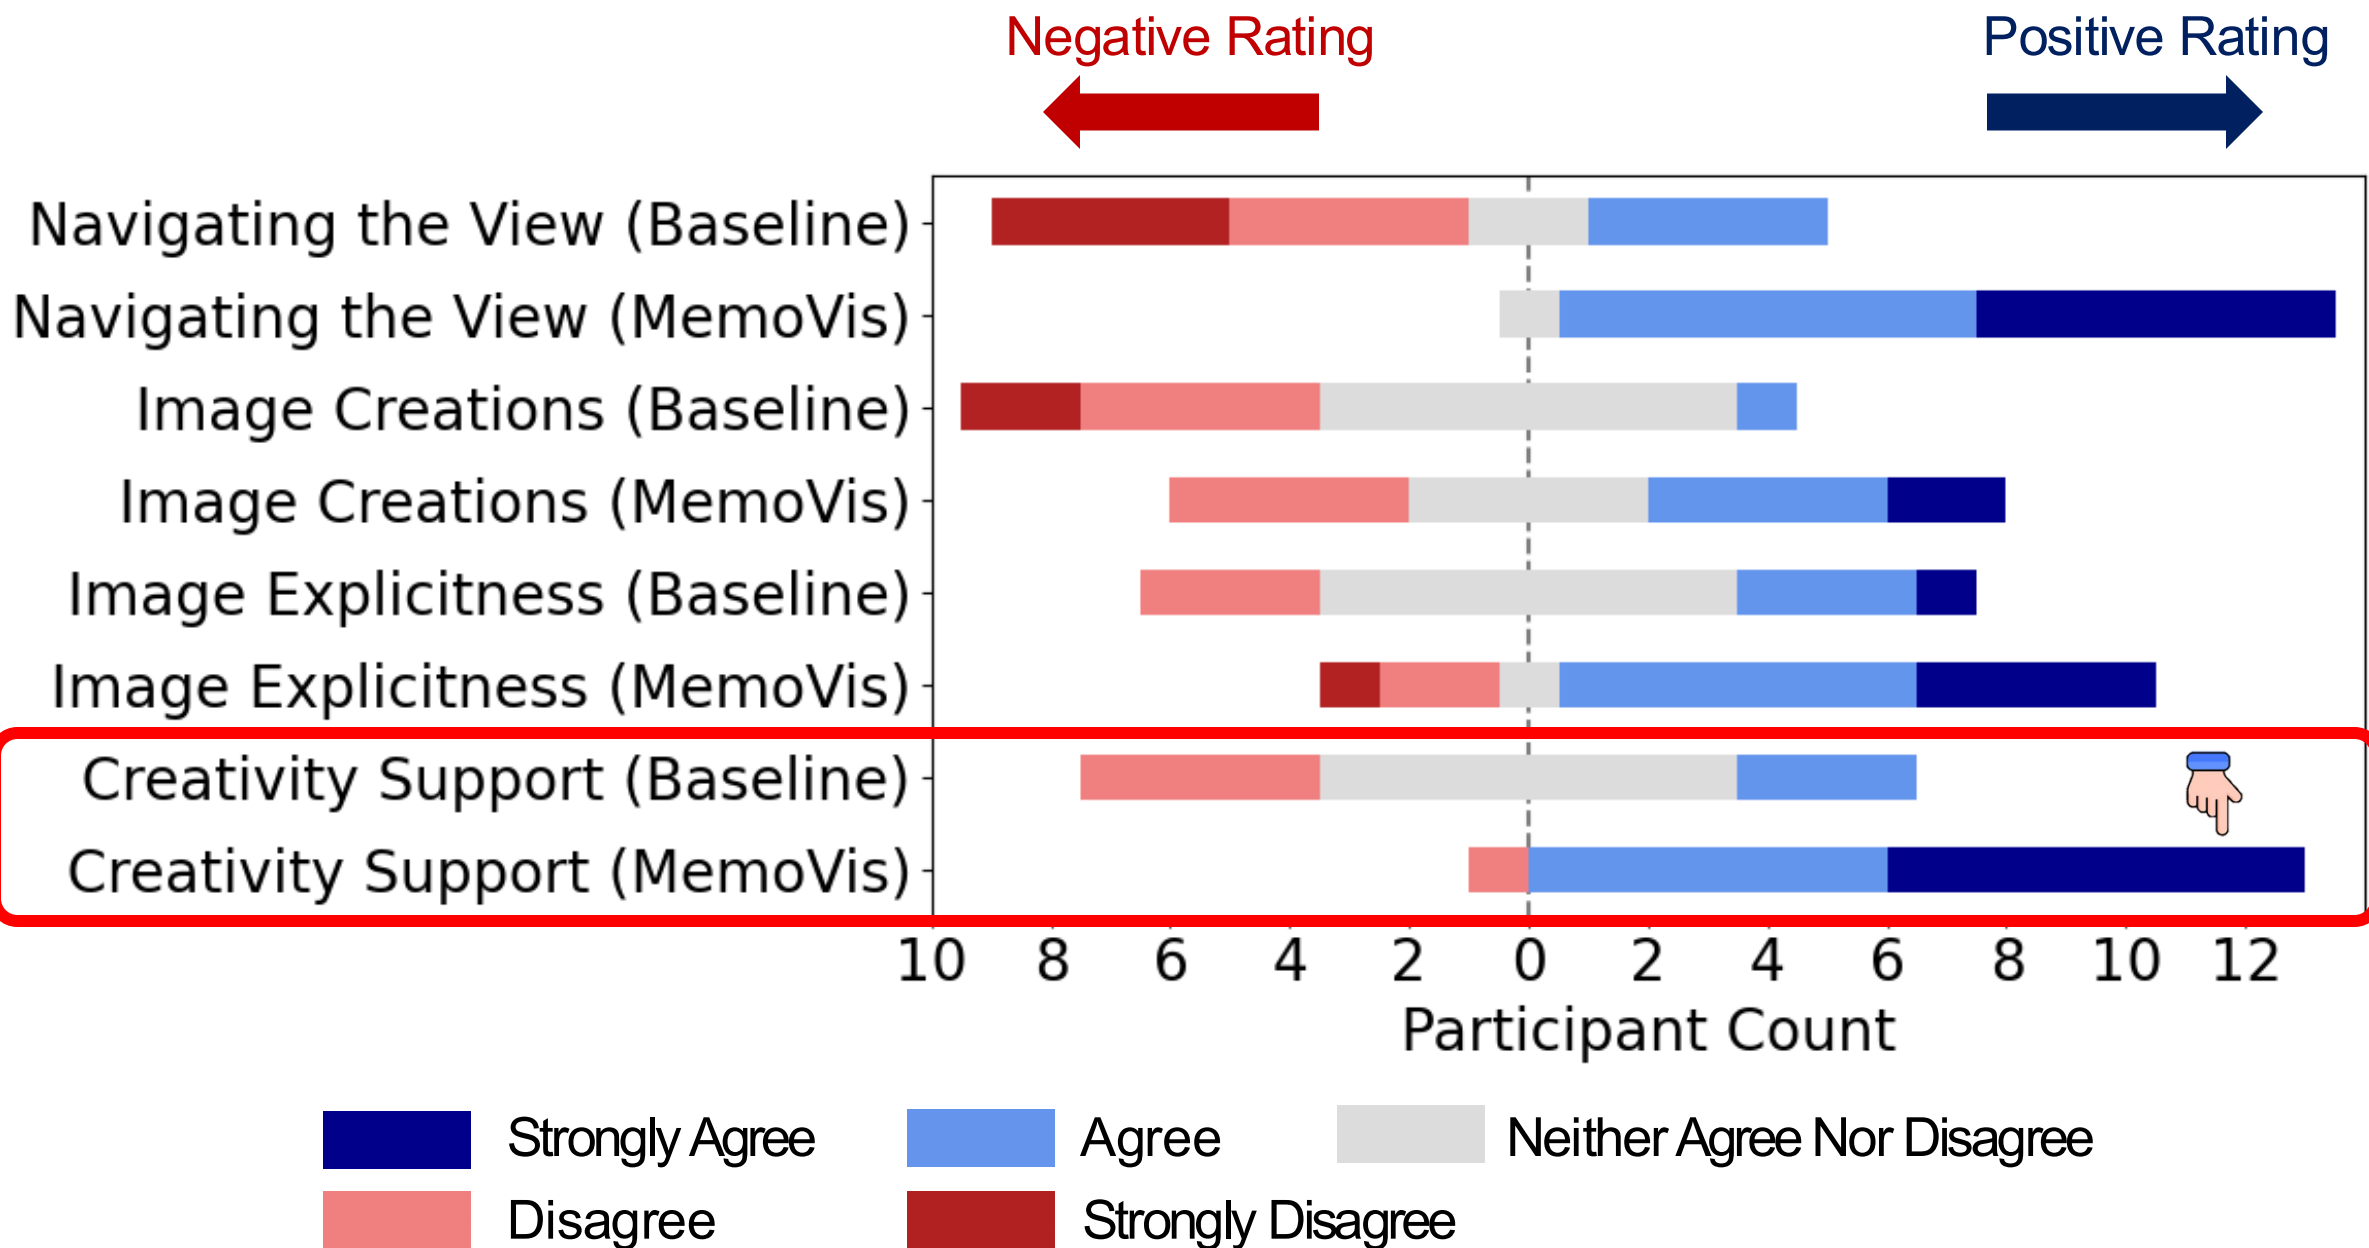 Negative Rating
Positive Rating
Navigating the View (Baseline)
Navigating the View (MemoVis)
Image Creations (Baseline)
Image Creations (MemoVis)
Image Explicitness (Baseline)
Image Explicitness (MemoVis)
Creativity Support (Baseline)
Creativity Support (MemoVis)
10 8 6 4 2 0 2 4 6 8 10 12
Participant Count
Strongly Agree
Agree
Neither Agree Nor Disagree
Disagree
Strongly Disagree